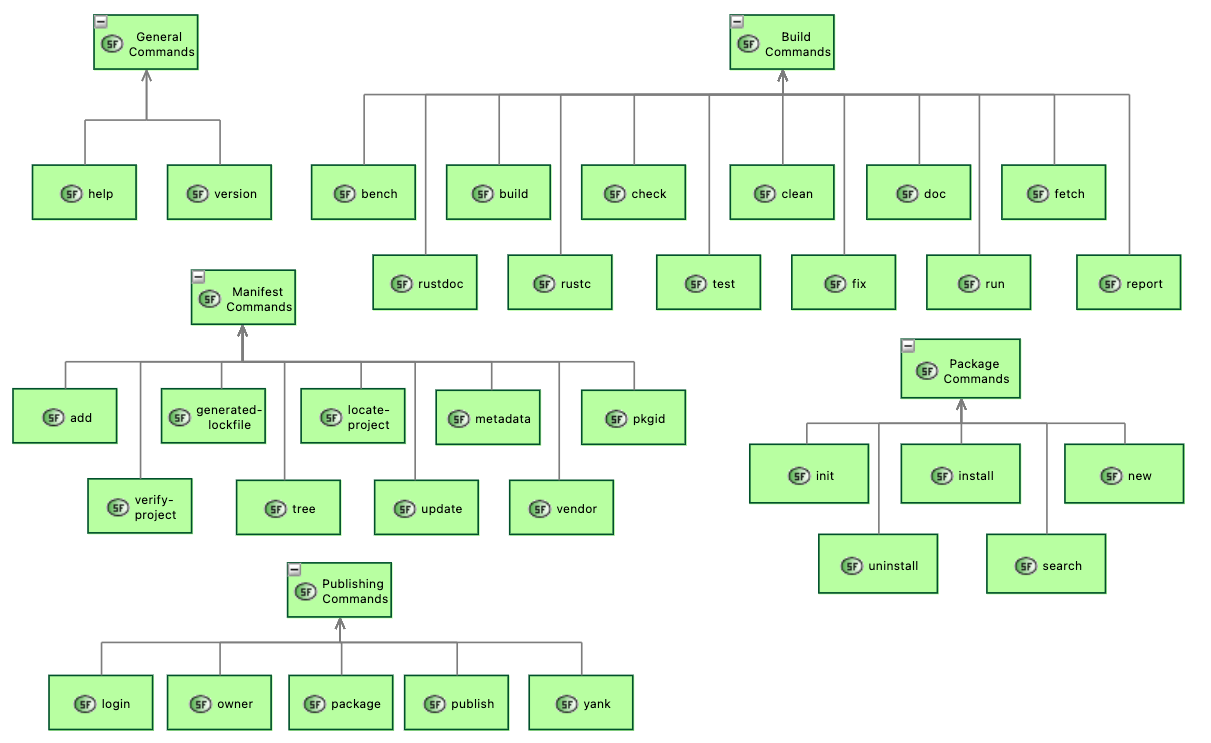 General
Commands
SF
help
SF
version
SF
Build
Commands
SF
bench
SF
build
SF
check
SF
clean
SF
doc
SF
fetch
SF
rustdoc
SF
rustc
SF
test
SF
fix
SF
run
SF
report
SF
Manifest
Commands
SF
add
SF
generated-
lockfile
SF
locate-
project
SF
metadata
SF
pkgid
SF
verify-
project
SF
tree
SF
update
SF
vendor
SF
Package
Commands
SF
init
SF
install
SF
new
SF
uninstall
SF
search
SF
Publishing
Commands
SF
login
SF
owner
SF
package
SF
publish
SF
yank
SF